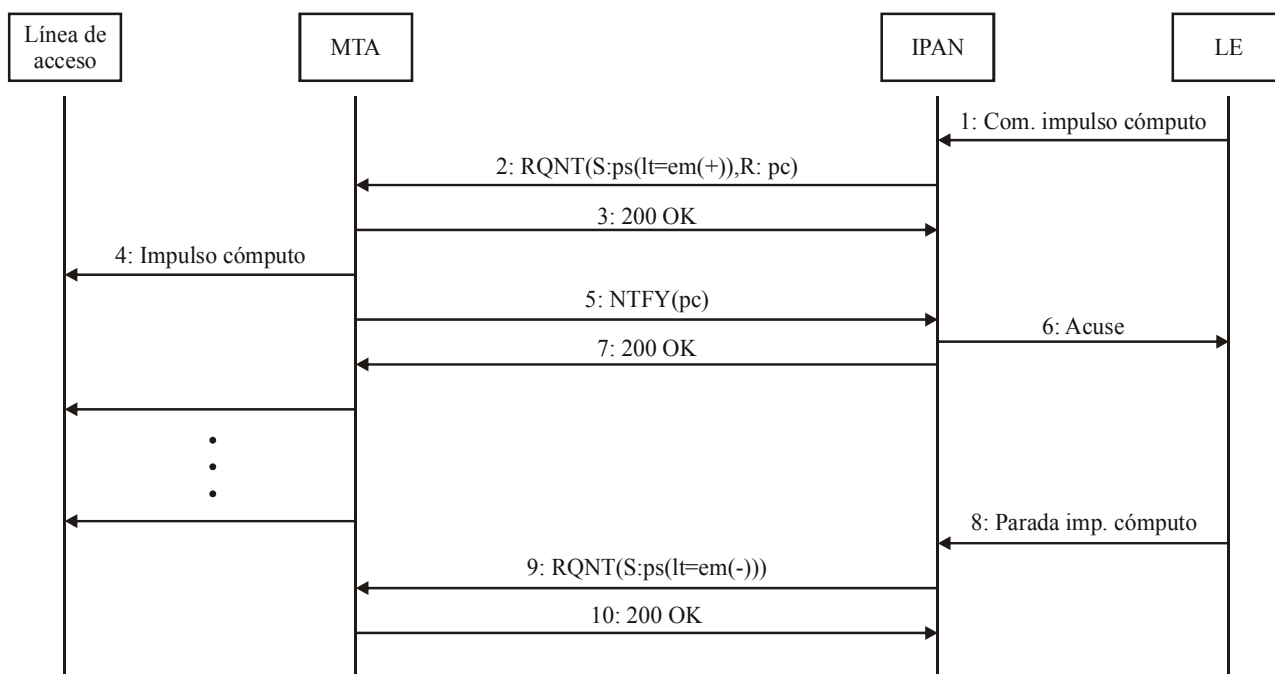 Línea de
acceso
MTA
IPAN
LE
1: Com. impulso cómputo
2: RQNT(S:ps(lt=em(+)),R: pc)
3: 200 OK
4: Impulso cómputo
5: NTFY(pc)
6: Acuse
7: 200 OK
8: Parada imp. cómputo
9: RQNT(S:ps(lt=em(-)))
10: 200 OK